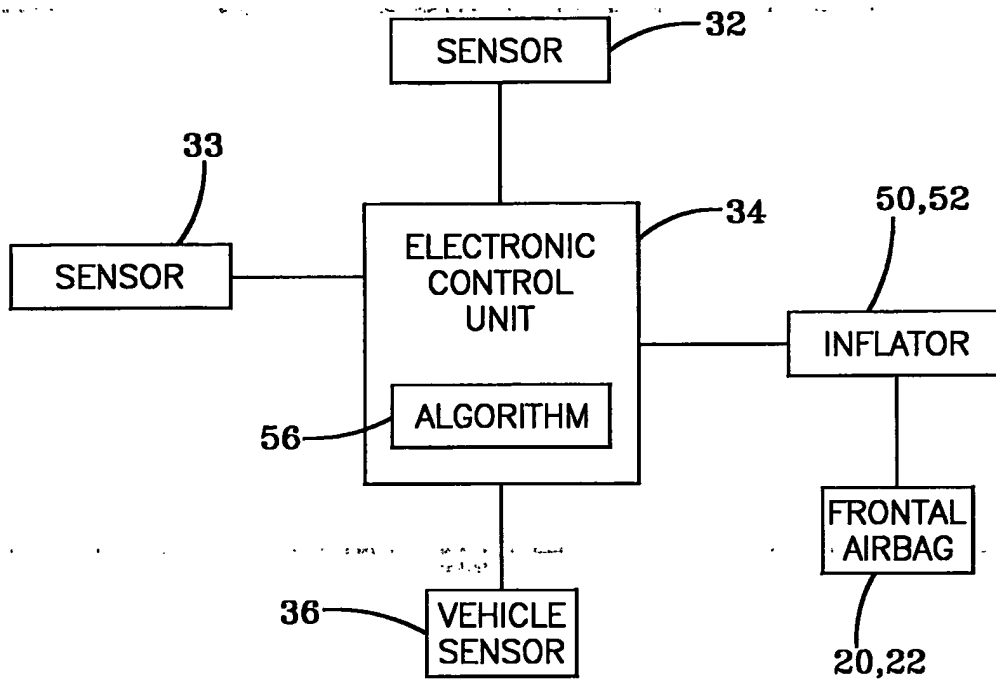 32
SENSOR
33
34
50,52
SENSOR
ELECTRONIC
CONTROL
UNIT
INFLATOR
ALGORITHM
56
FRONTAL
AIRBAG
36
VEHICLE
SENSOR
20,22